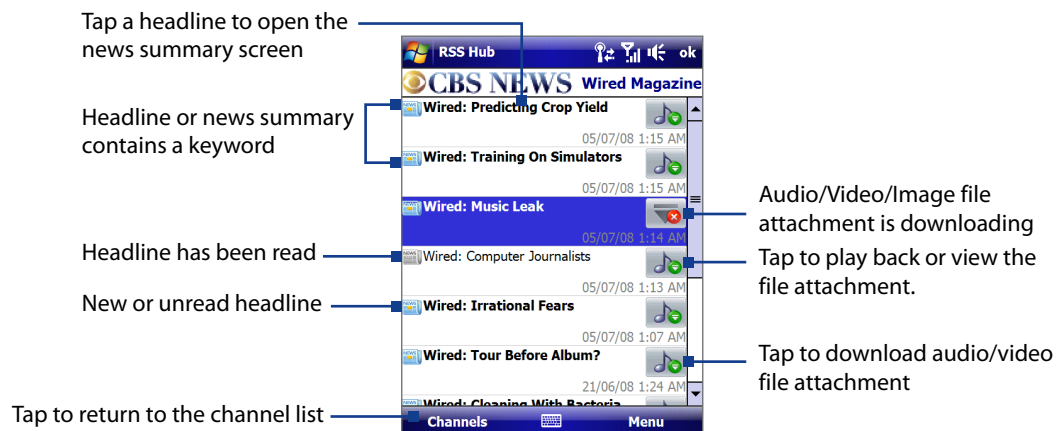 Tap a headline to open the
news summary screen
Headline or news summary
contains a keyword
Headline has been read
New or unread headline
Tap to return to the channel list
RSS Hub
ok
CBS NEWS
Wired Magazine
Wired: Predicting Crop Yield
05/07/08 1:15 AM
Wired: Training On Simulators
05/07/08 1:15 AM
Wired: Music Leak
05/07/08 1:14 AM
Wired: Computer Journalists
05/07/08 1:13 AM
Wired: Irrational Fears
05/07/08 1:07 AM
Wired: Tour Before Album?
21/06/08 1:24 AM
Wired: Cleaning With Bacteria
Channels
Menu
Audio/Video/Image file
attachment is downloading
Tap to play back or view the
file attachment.
Tap to download audio/video
file attachment